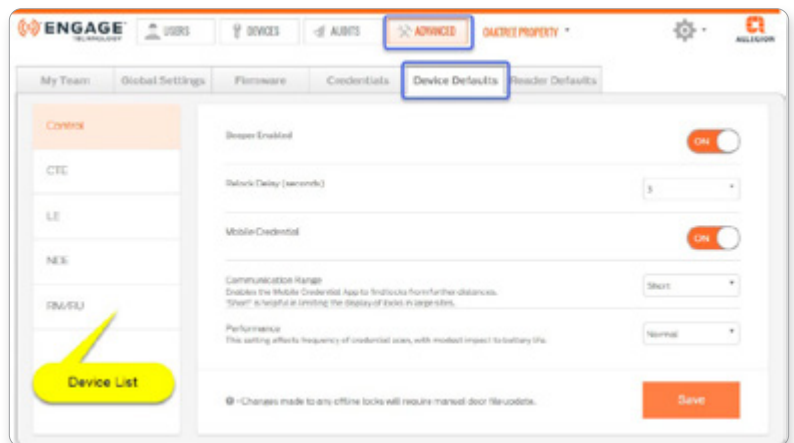 ENGAGE TECHNOLOGY
USERS
DEVICES
AUDITS
ADVANCED
OAKTREE PROPERTY
ALLEGION
My Team
Global Settings
Firmware
Credentials
Device Defaults
Reader Defaults
Control
CTE
LE
NDE
RM/RU
Device List
Beeper Enabled
ON
Relock Delay (seconds)
3
Mobile Credential
ON
Communication Range
Enables the Mobile Credential App to find locks from farther distances.
"Short" is helpful in limiting the display of locks in large sites.
Short
Performance
This setting affects frequency of credential scan, with modest impact to battery life.
Normal
- Changes made to any offline locks will require manual door file update.
Save